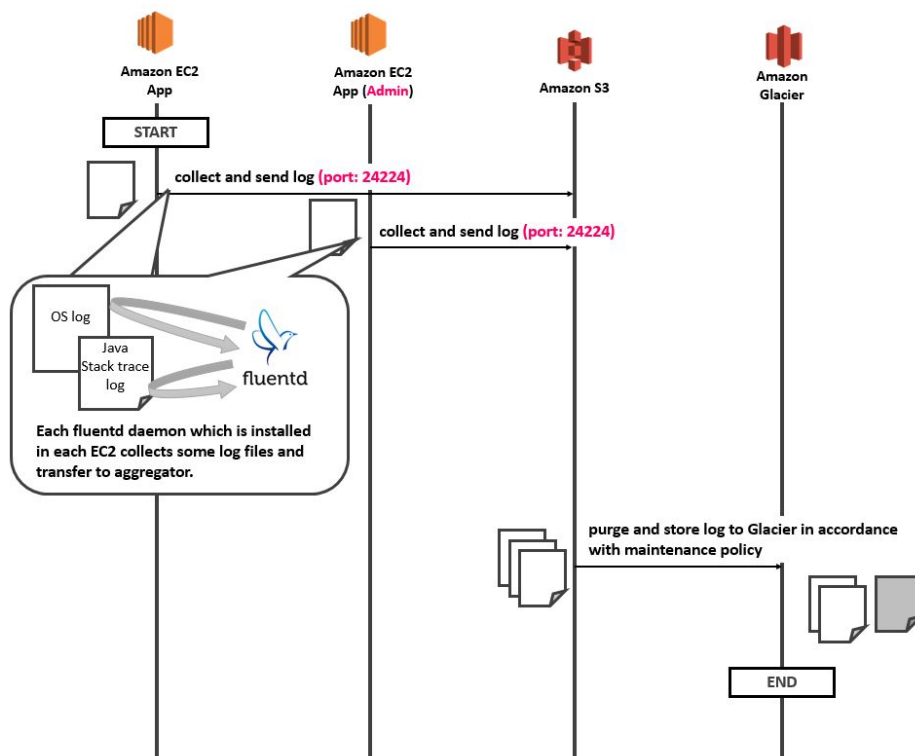 Amazon EC2
App
Amazon EC2
App (Admin)
Amazon S3
Amazon
Glacier
START
collect and send log (port: 24224)
collect and send log (port: 24224)
OS log
Java
Stack trace
log
fluentd
Each fluentd daemon which is installed
in each EC2 collects some log files and
transfer to aggregator.
purge and store log to Glacier in accordance
with maintenance policy
END